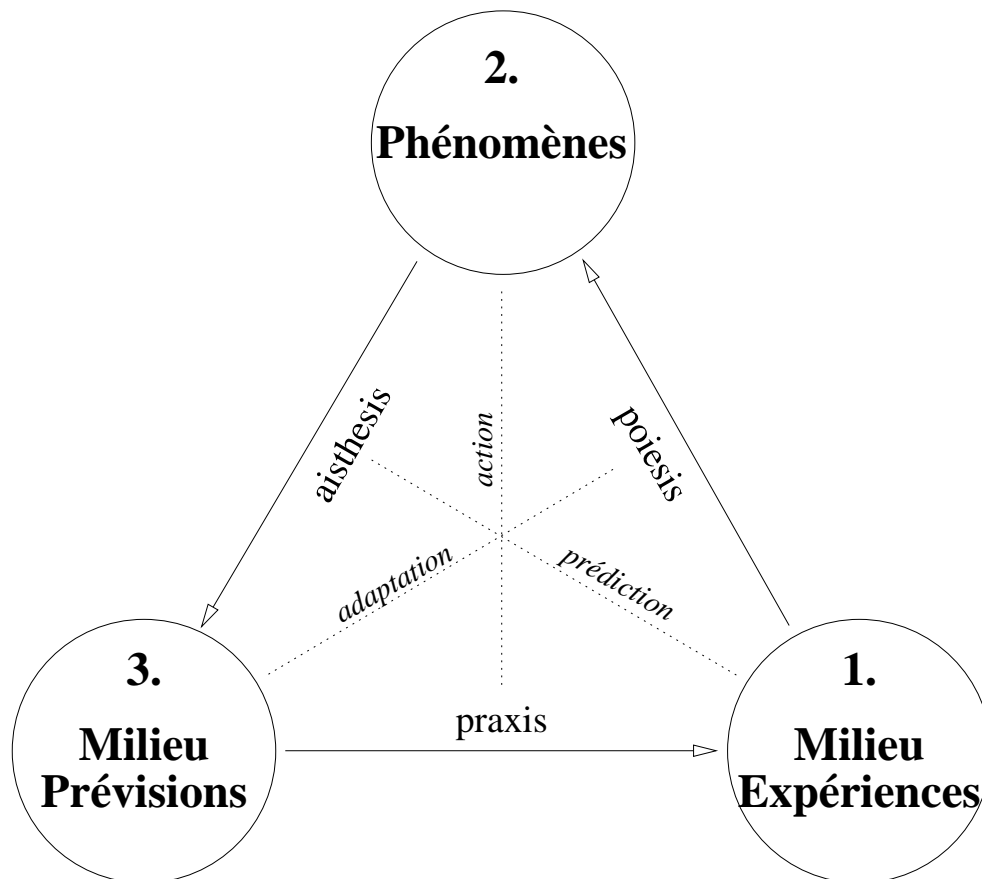 2.
Phénomènes
aisthesis
action
poiesis
adaptation
prédiction
3.
Milieu
Prévisions
praxis
1.
Milieu
Expériences